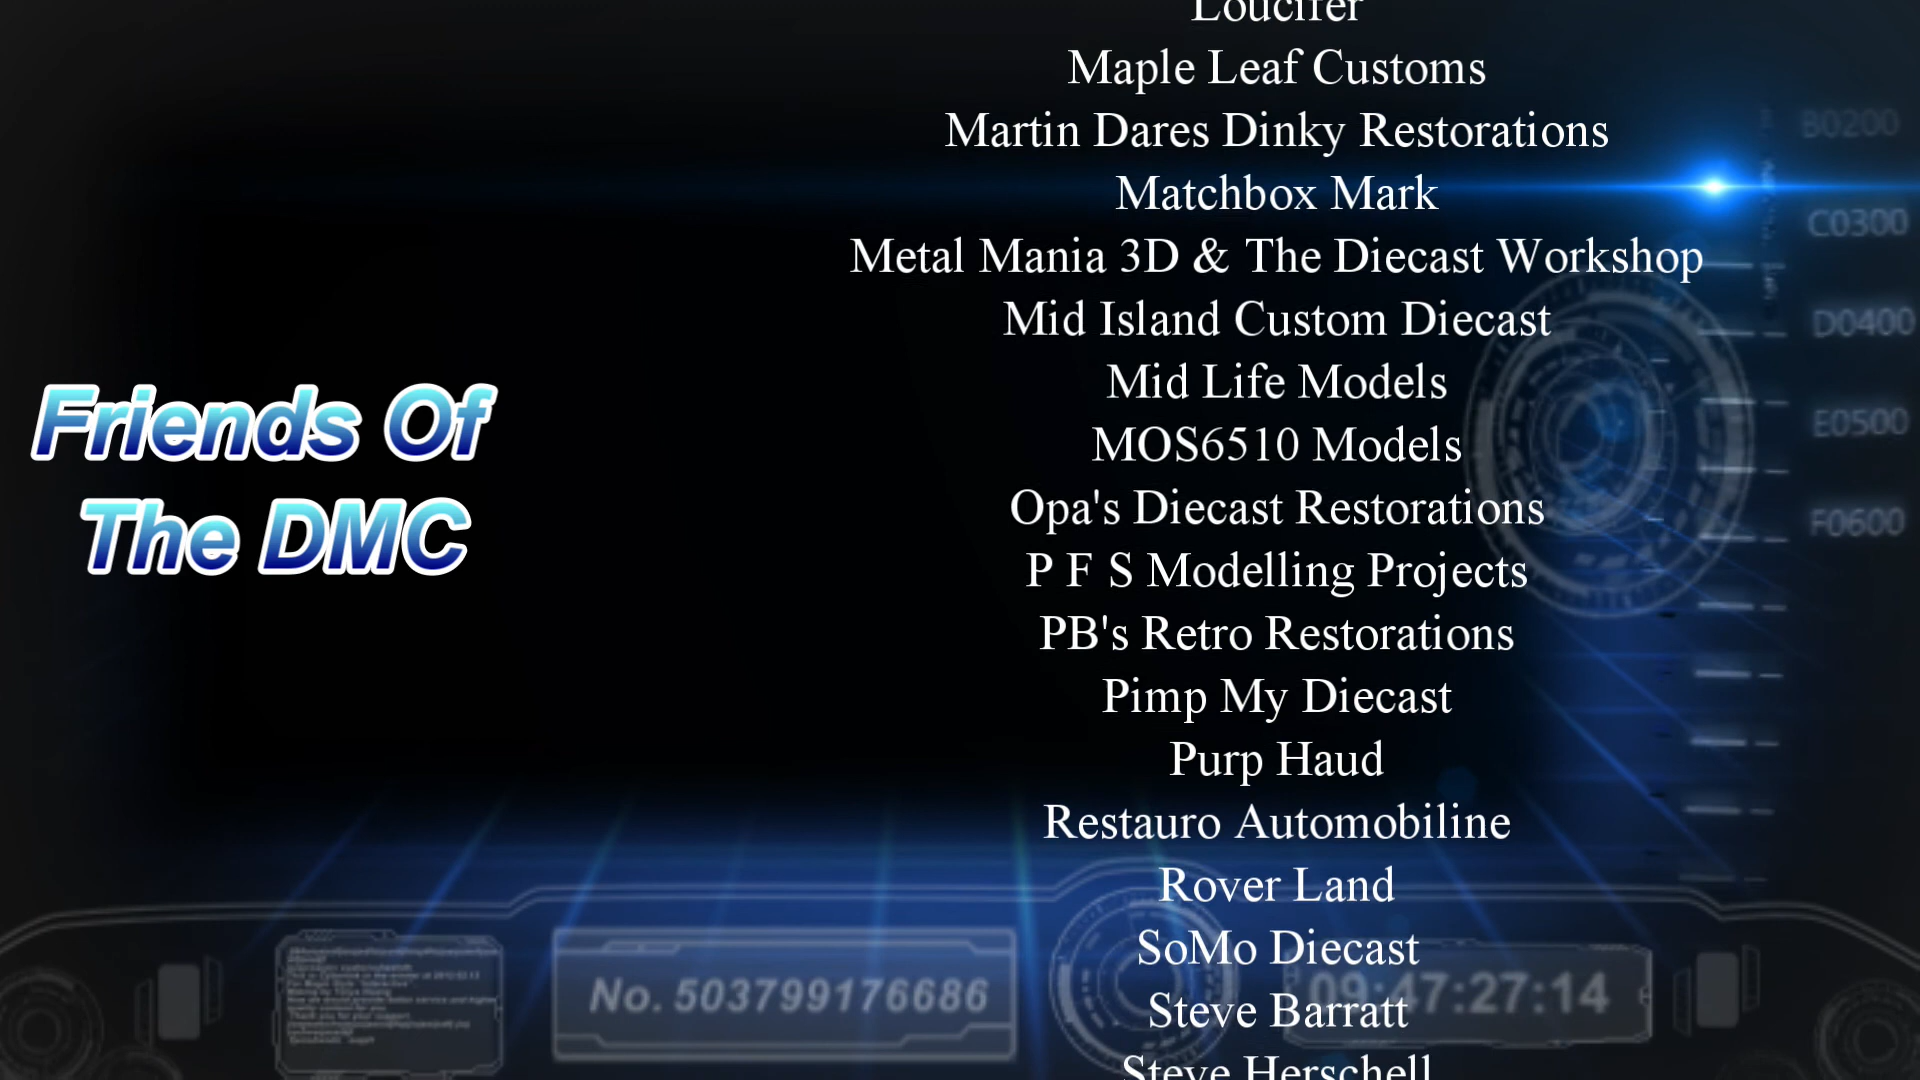 Friends Of
The DMC
Loucifer
Maple Leaf Customs
Martin Dares Dinky Restorations
Matchbox Mark
Metal Mania 3D & The Diecast Workshop
Mid Island Custom Diecast
Mid Life Models
MOS6510 Models
Opa's Diecast Restorations
P F S Modelling Projects
PB's Retro Restorations
Pimp My Diecast
Purp Haud
Restauro Automobiline
Rover Land
SoMo Diecast
Steve Barratt
Steve Herschell
B0200
C0300
D0400
E0500
F0600
No. 503799176686
09:47:27:14